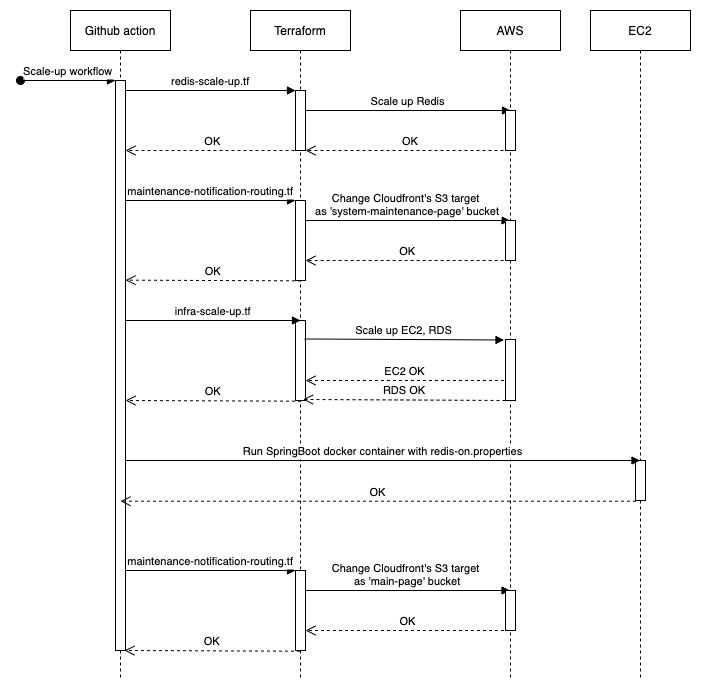 Github action
Terraform
AWS
EC2
Scale-up workflow
redis-scale-up.tf
Scale up Redis
OK
OK
maintenance-notification-routing.tf
Change Cloudfront's S3 target
as 'system-maintenance-page' bucket
OK
OK
infra-scale-up.tf
Scale up EC2, RDS
EC2 OK
OK
RDS OK
Run SpringBoot docker container with redis-on.properties
OK
maintenance-notification-routing.tf
Change Cloudfront's S3 target
as 'main-page' bucket
OK
OK